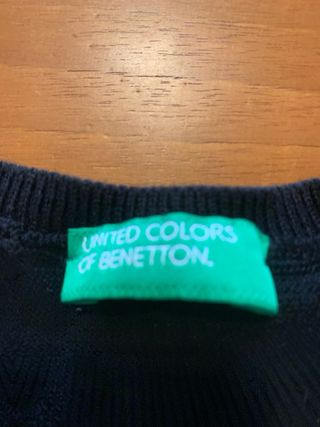 UNITED COLORS
OF BENETTON.